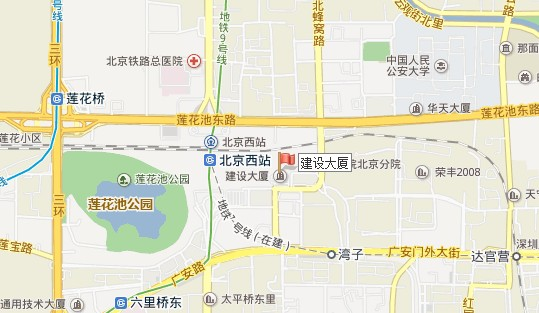 北里
地铁9号线
北蜂窝路
三环
北京铁路总医院
中国人民
公安大学
那面
莲花桥
华天大厦
莲花池东路
莲花池东路
莲花小区
北京西站
北京西站
建设大厦
建设大厦
院北京分院
荣丰2008
莲花池公园
莲花池公园
三环
地铁7号线(在建)
莲宝路
湾子
广安门外大街
达官营
深圳
广安路
通用技术大厦
六里桥东
太平桥东里